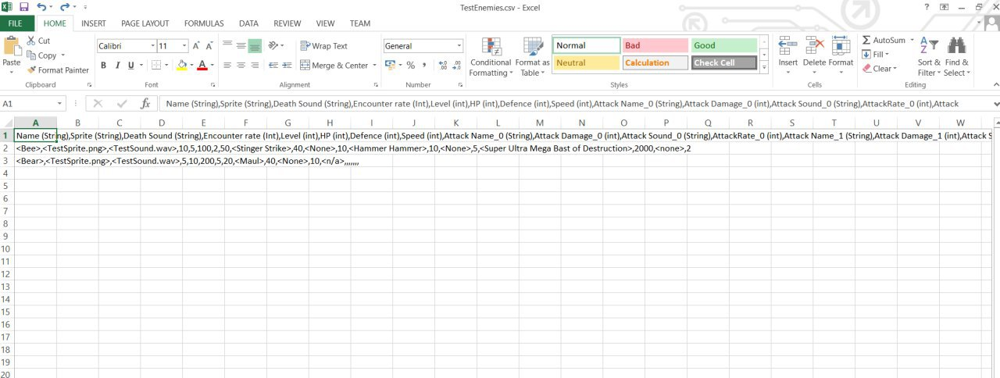 TestEnemies.csv - Excel
FILE HOME INSERT PAGE LAYOUT FORMULAS DATA REVIEW VIEW TEAM
Cut
Copy
Format Painter
Paste
Clipboard
Calibri 11
B I U
Font
Wrap Text
Merge & Center
Alignment
General
Number
Conditional Formatting
Format as Table
Normal Bad Good
Neutral Calculation Check Cell
Styles
Insert Delete Format
Cells
AutoSum
Fill
Clear
Sort & Filter
Find & Select
Editing
A1 fx Name (String),Sprite (String),Death Sound (String),Encounter rate (Int),Level (int),HP (int),Defence (int),Speed (int),Attack Name_0 (String),Attack Damage_0 (int),Attack Sound_0 (String),AttackRate_0 (int),Attack
A B C D E F G H I J K L M N O P Q R S T U V W
1 Name (String),Sprite (String),Death Sound (String),Encounter rate (Int),Level (int),HP (int),Defence (int),Speed (int),Attack Name_0 (String),Attack Damage_0 (int),Attack Sound_0 (String),AttackRate_0 (int),Attack Name_1 (String),Attack Damage_1 (int),Attack S
2 <Bee>,<TestSprite.png>,<TestSound.wav>,10,5,100,2,50,<Stinger Strike>,40,<None>,10,<Hammer Hammer>,10,<None>,5,<Super Ultra Mega Bast of Destruction>,2000,<none>,2
3 <Bear>,<TestSprite.png>,<TestSound.wav>,5,10,200,5,20,<Maul>,40,<None>,10,<n/a>,,,,,,,
4
5
6
7
8
9
10
11
12
13
14
15
16
17
18
19
20